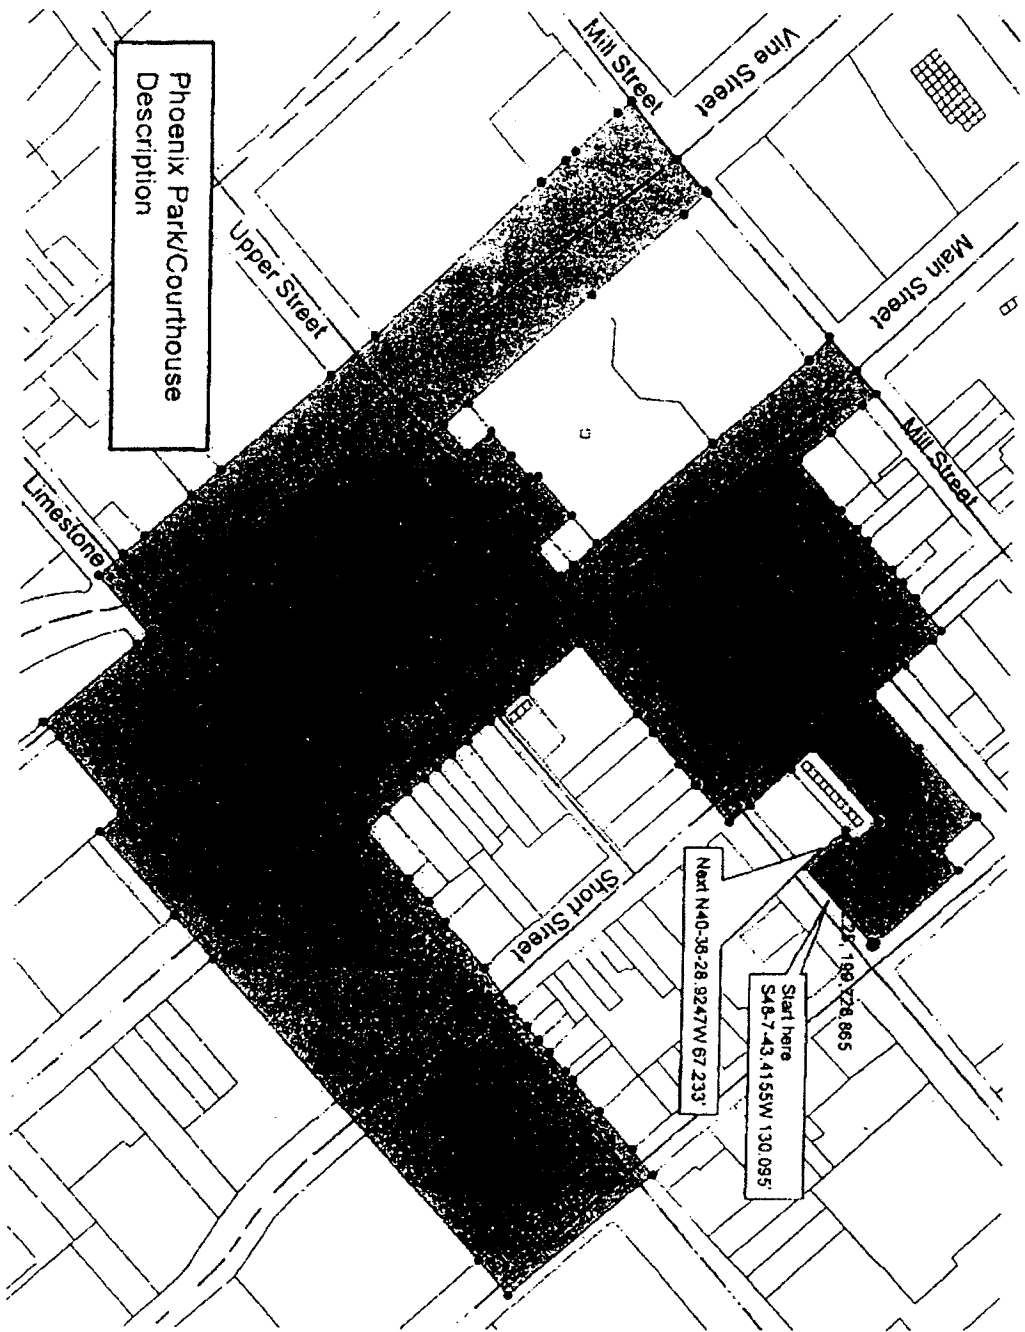 Phoenix Park/Courthouse
Description
Mill Street
Vine Street
Main Street
Mill Street
Upper Street
Limestone
Short Street
Start here
S48-7-43.4155W 130.095'
Next N40-38-28.9247W 67.233'